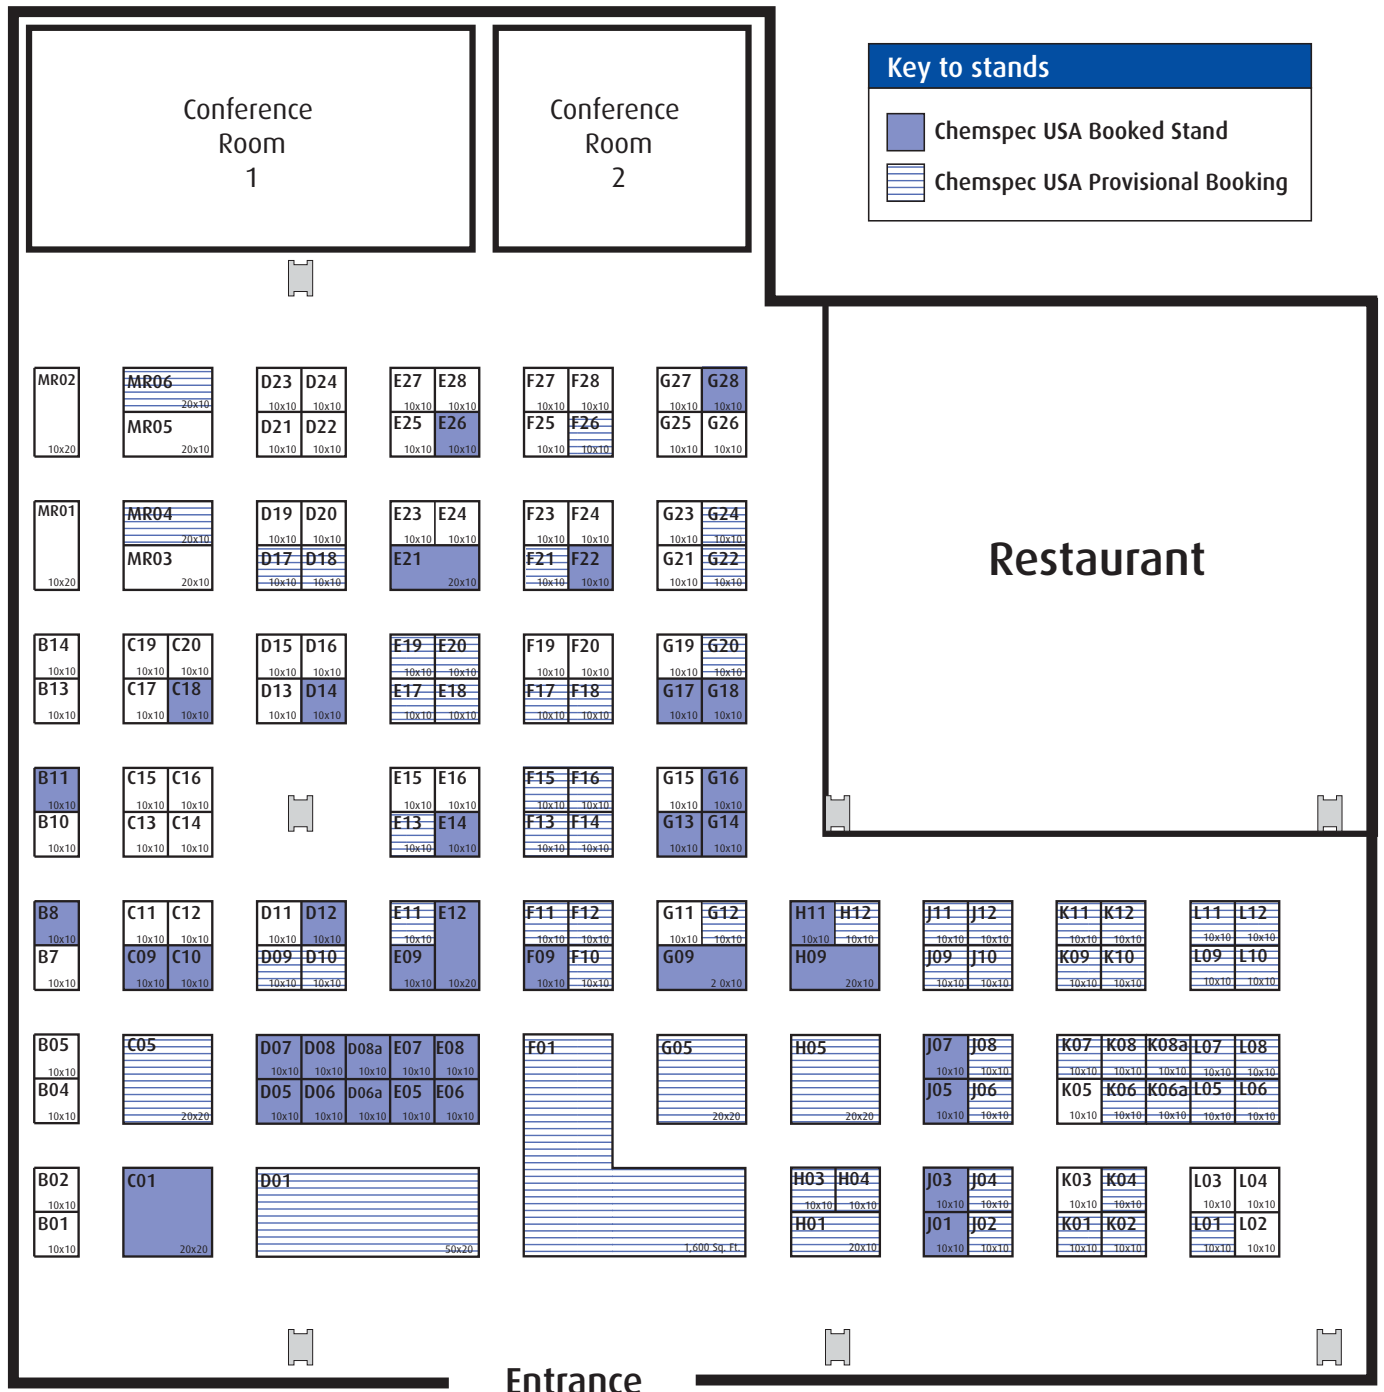 Conference
Room
1
Conference
Room
2
Key to stands
Chemspec USA Booked Stand
Chemspec USA Provisional Booking
Restaurant
MR02 MR06 D23 D24 E27 E28 F27 F28 G27 G28
20x10 10x10 10x10 10x10 10x10 10x10 10x10 10x10 10x10
MR05 D21 D22 E25 E26 F25 F26 G25 G26
10x20 20x10 10x10 10x10 10x10 10x10 10x10 10x10 10x10 10x10
MR01 MR04 D19 D20 E23 E24 F23 F24 G23 G24
20x10 10x10 10x10 10x10 10x10 10x10 10x10 10x10 10x10
MR03 D17 D18 E21 F21 F22 G21 G22
10x20 20x10 10x10 10x10 20x10 10x10 10x10 10x10 10x10
B14 C19 C20 D15 D16 E19 E20 F19 F20 G19 G20
10x10 10x10 10x10 10x10 10x10 10x10 10x10 10x10 10x10 10x10 10x10
B13 C17 C18 D13 D14 E17 E18 F17 F18 G17 G18
10x10 10x10 10x10 10x10 10x10 10x10 10x10 10x10 10x10 10x10 10x10
B11 C15 C16 E15 E16 F15 F16 G15 G16
10x10 10x10 10x10 10x10 10x10 10x10 10x10 10x10 10x10
B10 C13 C14 E13 E14 F13 F14 G13 G14
10x10 10x10 10x10 10x10 10x10 10x10 10x10 10x10 10x10
B8 C11 C12 D11 D12 E11 E12 F11 F12 G11 G12 H11 H12 J11 J12 K11 K12 L11 L12
10x10 10x10 10x10 10x10 10x10 10x10 10x10 10x10 10x10 10x10 10x10 10x10 10x10 10x10 10x10 10x10 10x10 10x10
B7 C09 C10 D09 D10 E09 F09 F10 G09 H09 J09 J10 K09 K10 L09 L10
10x10 10x10 10x10 10x10 10x10 10x10 10x20 10x10 10x10 2 0x10 20x10 10x10 10x10 10x10 10x10 10x10 10x10
B05 C05 D07 D08 D08a E07 E08 F01 G05 H05 J07 J08 K07 K08 K08a L07 L08
10x10 10x10 10x10 10x10 10x10 10x10 10x10 10x10 10x10 10x10 10x10 10x10 10x10
B04 D05 D06 D06a E05 E06 J05 J06 K05 K06 K06a L05 L06
10x10 20x20 10x10 10x10 10x10 10x10 10x10 20x20 20x20 10x10 10x10 10x10 10x10 10x10 10x10 10x10
B02 C01 D01 H03 H04 J03 J04 K03 K04 L03 L04
10x10 10x10 10x10 10x10 10x10 10x10 10x10 10x10 10x10
B01 H01 J01 J02 K01 K02 L01 L02
10x10 20x20 50x20 1,600 Sq. Ft. 20x10 10x10 10x10 10x10 10x10 10x10 10x10
Entrance